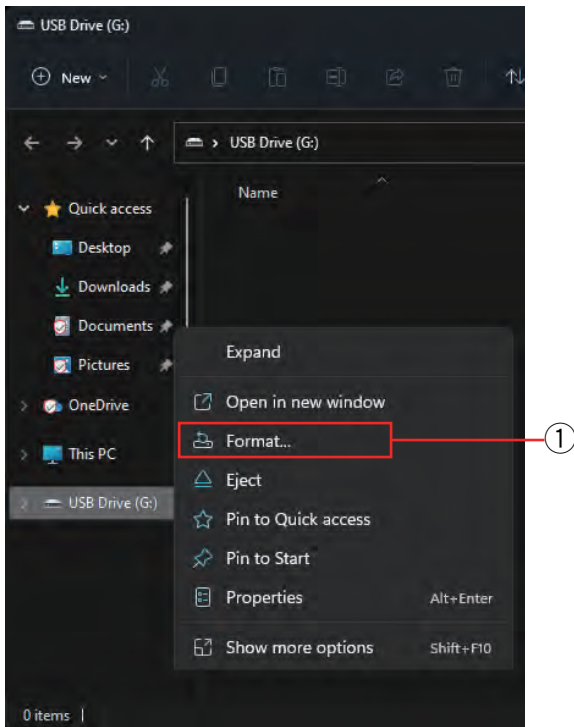 USB Drive (G:)
New
USB Drive (G:)
Name
Quick access
Desktop
Downloads
Documents
Pictures
OneDrive
This PC
USB Drive (G:)
Expand
Open in new window
Format...
Eject
Pin to Quick access
Pin to Start
Properties Alt+Enter
Show more options Shift+F10
①
0 items